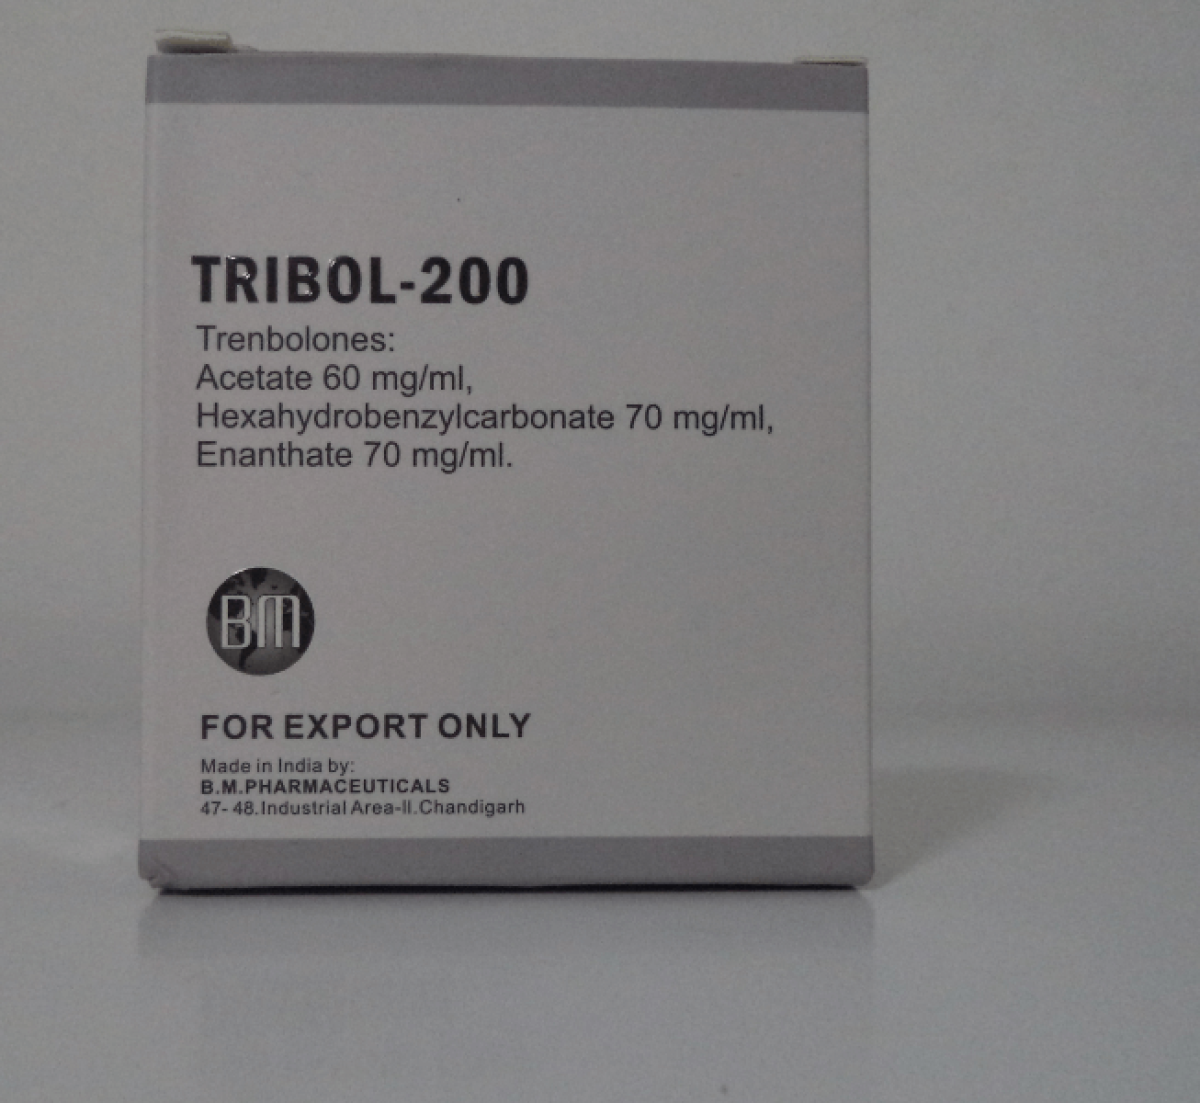 TRIBOL-200
Trenbolones:
Acetate 60 mg/ml,
Hexahydrobenzylcarbonate 70 mg/ml,
Enanthate 70 mg/ml.
BM
FOR EXPORT ONLY
Made in India by:
B.M.PHARMACEUTICALS
47- 48.Industrial Area-II.Chandigarh